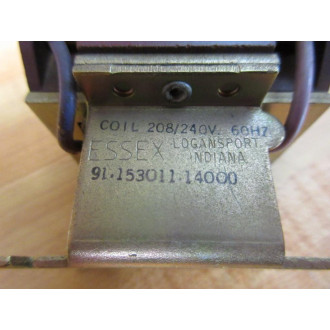 COIL 208/240V. 60HZ
ESSEX LOGANSPORT
INDIANA
91.153011.14000